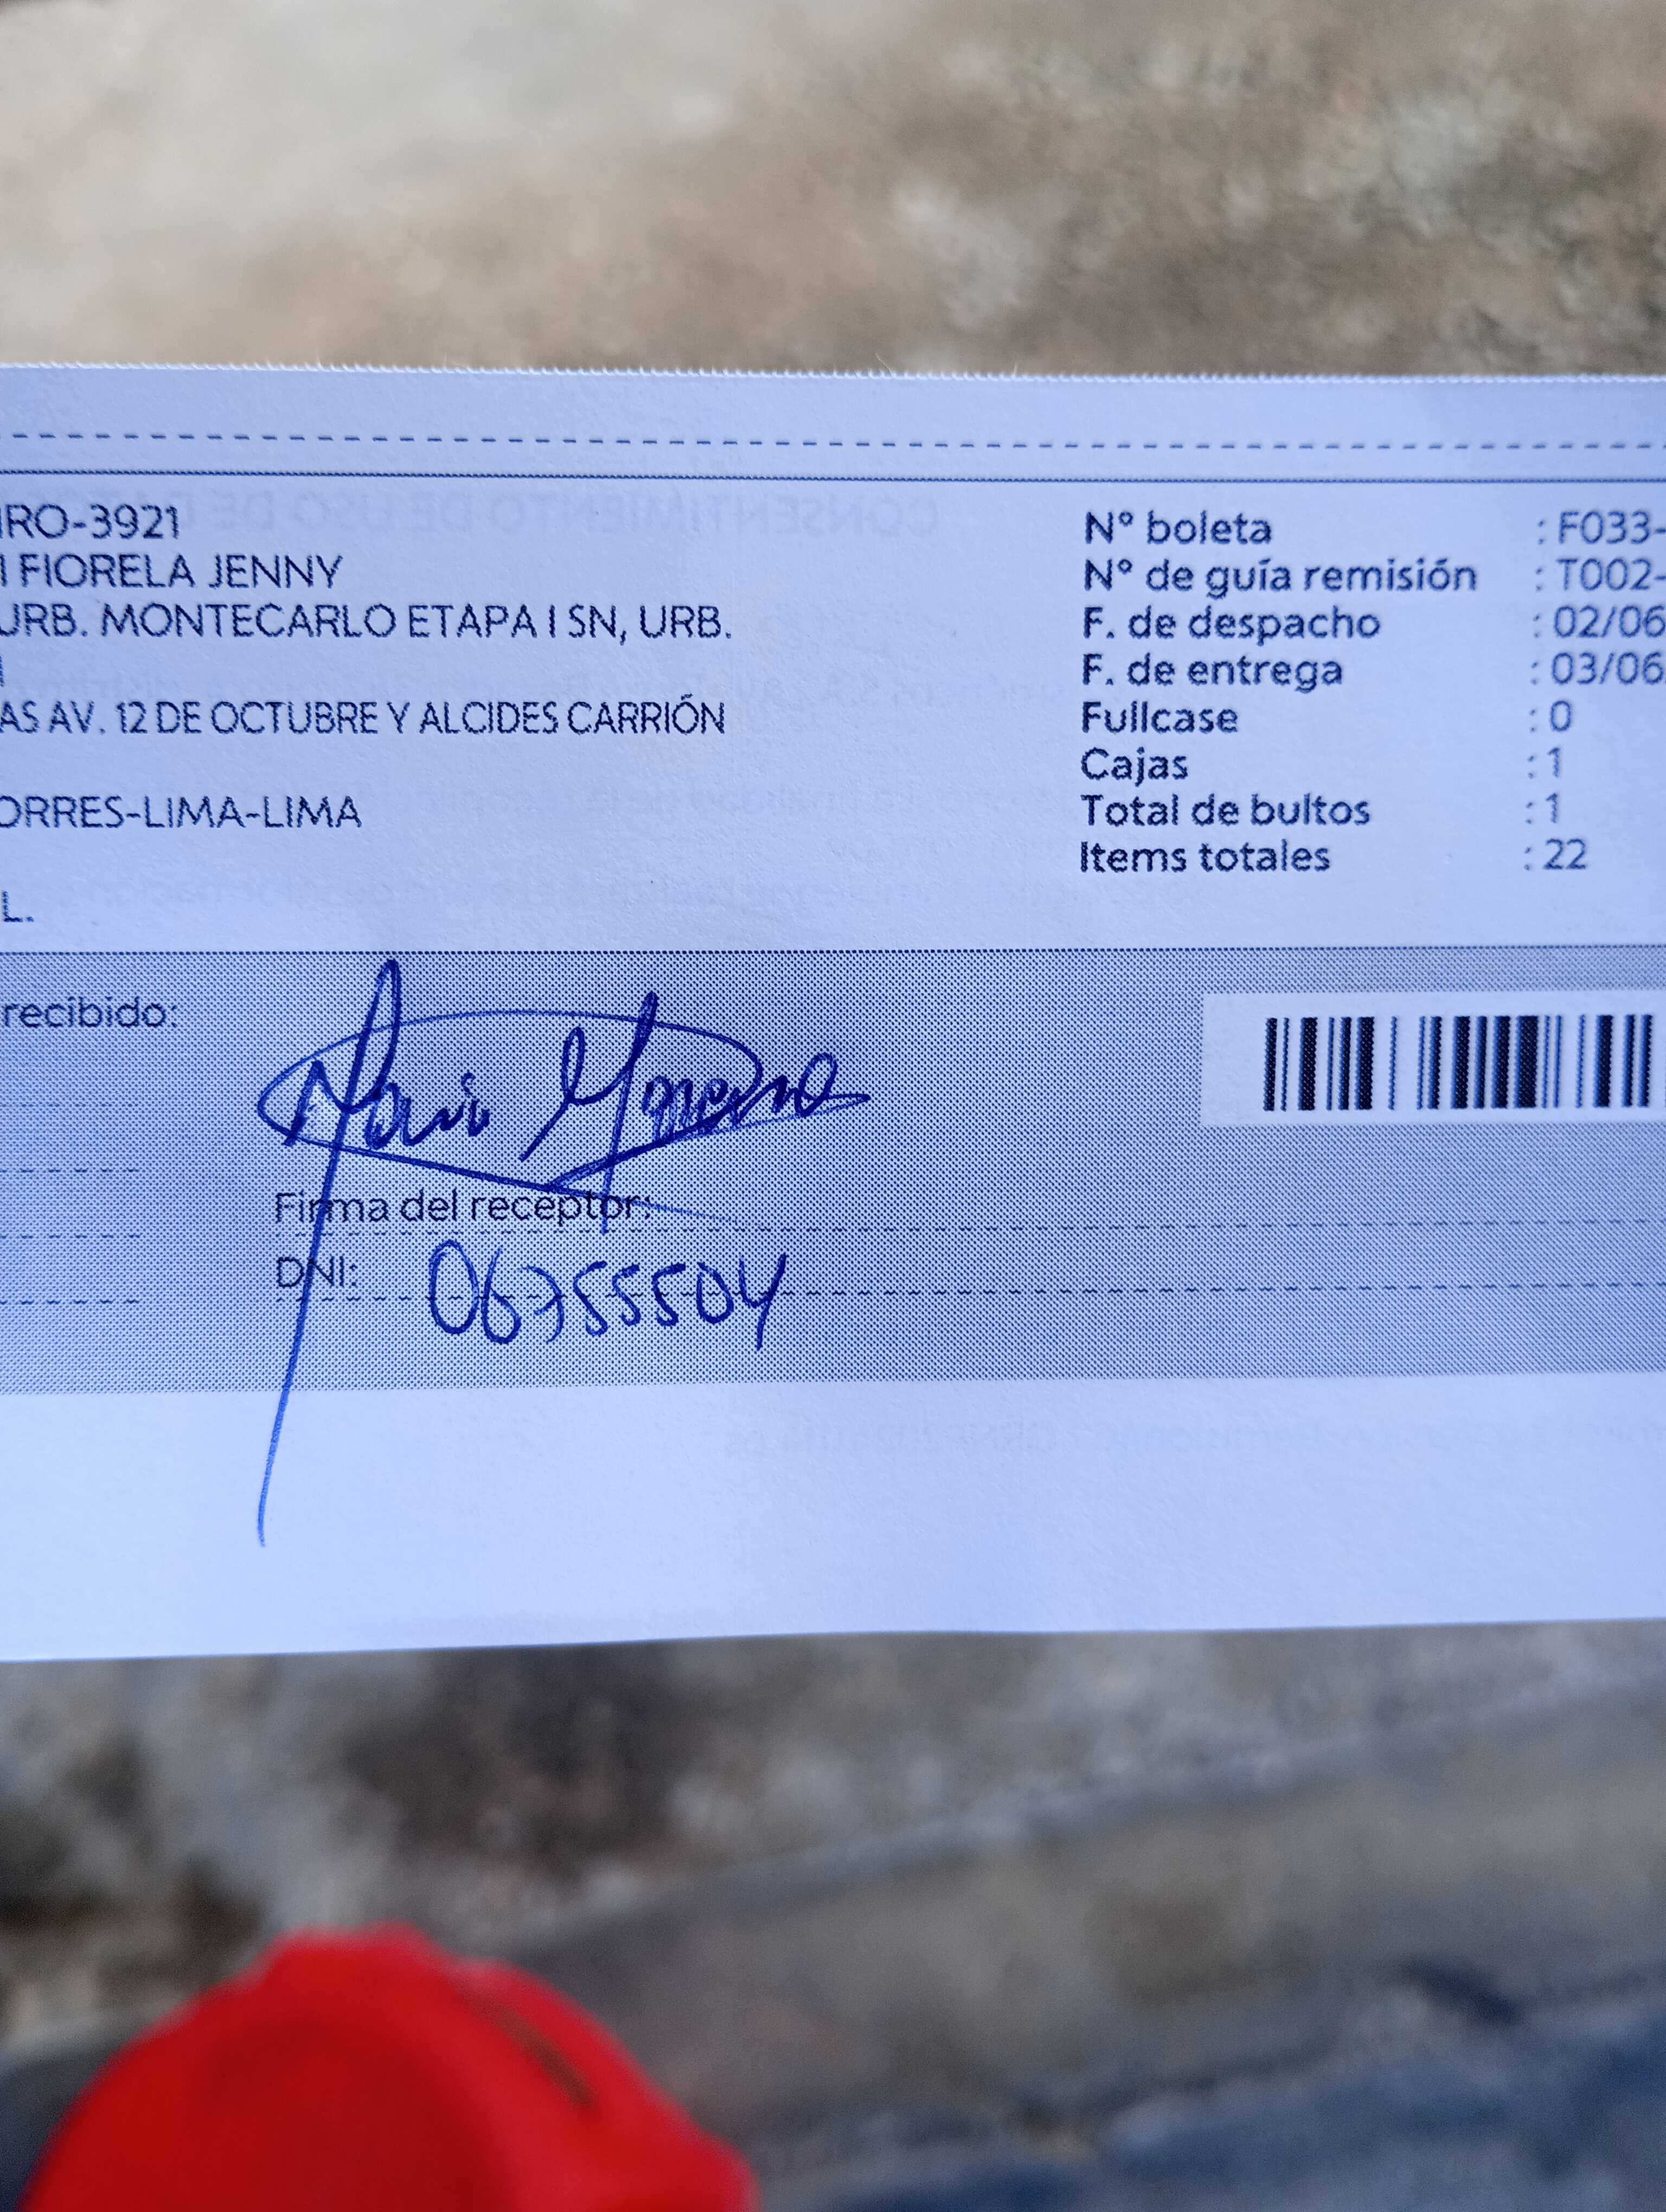 IRO-3921
I FIORELA JENNY
URB. MONTECARLO ETAPA I SN, URB.
AS AV. 12 DE OCTUBRE Y ALCIDES CARRIÓN
ORRES-LIMA-LIMA
L.
N° boleta : F033-
N° de guía remisión : T002-
F. de despacho : 02/06
F. de entrega : 03/06
Fullcase : 0
Cajas : 1
Total de bultos : 1
Items totales : 22
recibido:
Firma del receptor:
DNI: 06755504